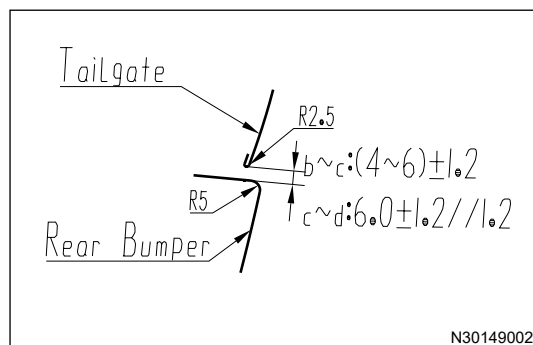 Tailgate
R2.5
b~c:(4~6)±1.2
R5
c~d:6.0±1.2//1.2
Rear Bumper
N30149002